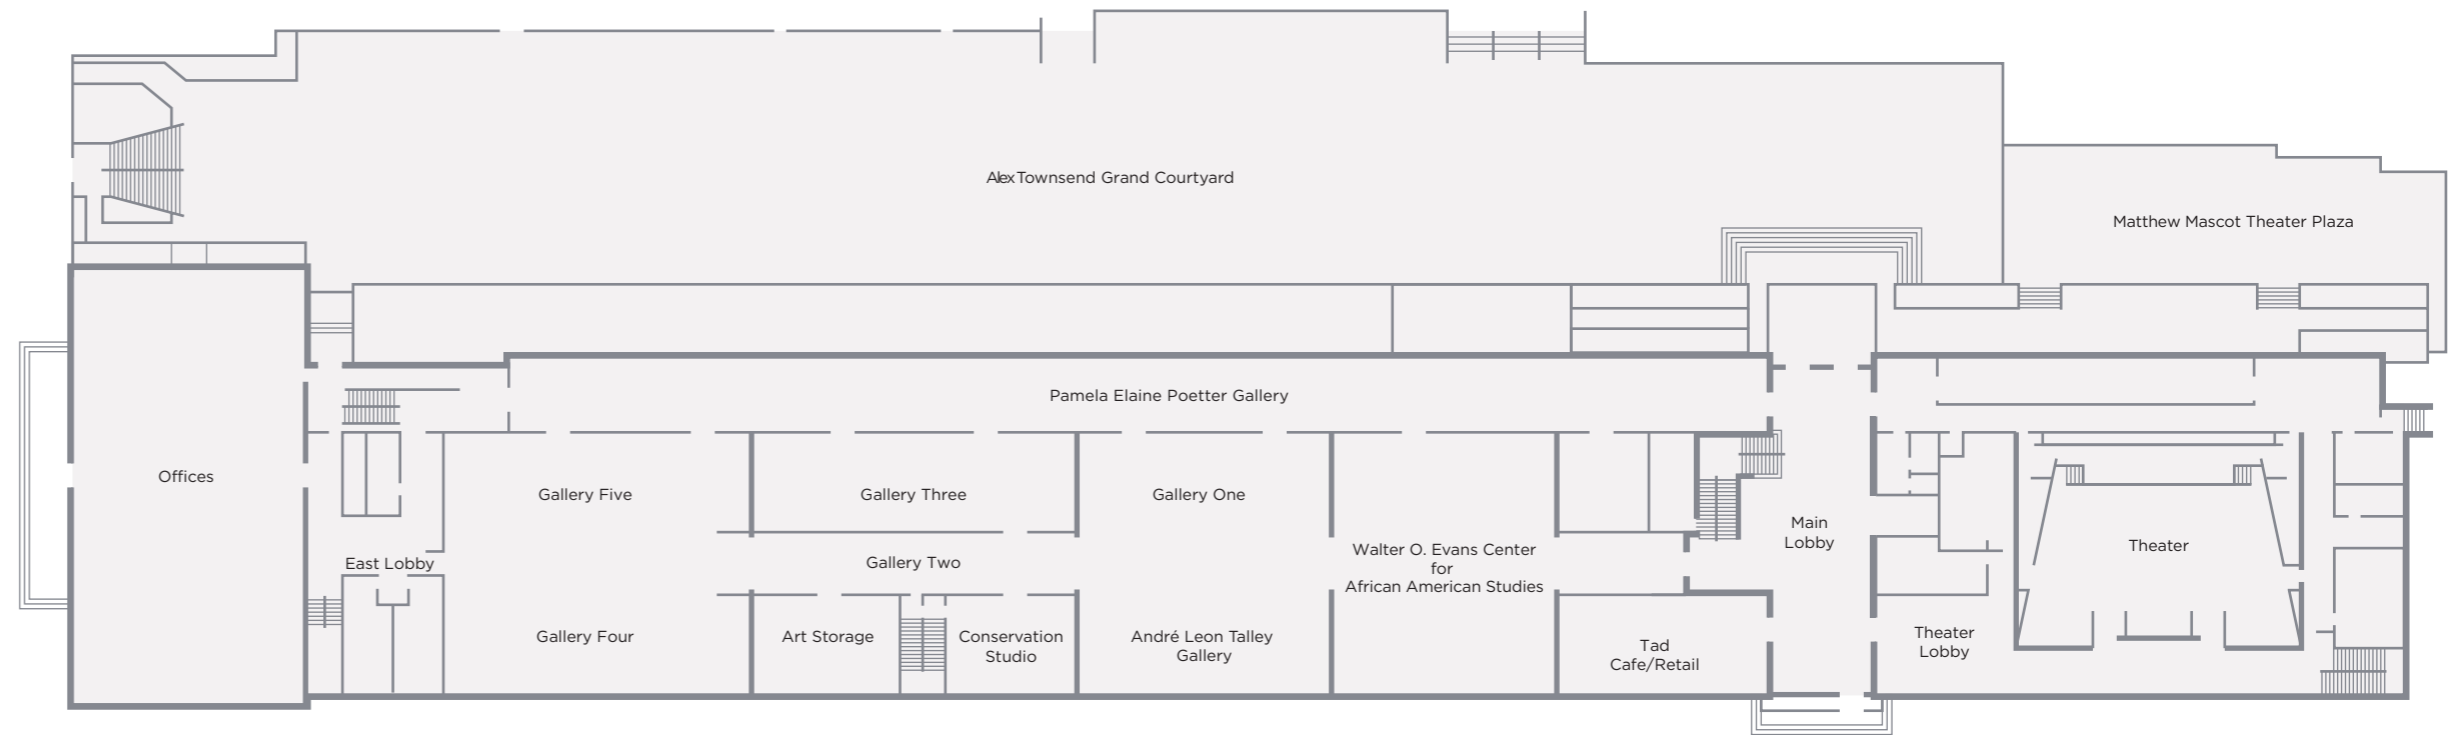 Alex Townsend Grand Courtyard
Matthew Mascot Theater Plaza
Pamela Elaine Poetter Gallery
Offices
Gallery Five
Gallery Three
Gallery One
Main
Lobby
Walter O. Evans Center
for
African American Studies
Theater
East Lobby
Gallery Two
Gallery Four
Art Storage
Conservation
Studio
André Leon Talley
Gallery
Tad
Cafe/Retail
Theater
Lobby